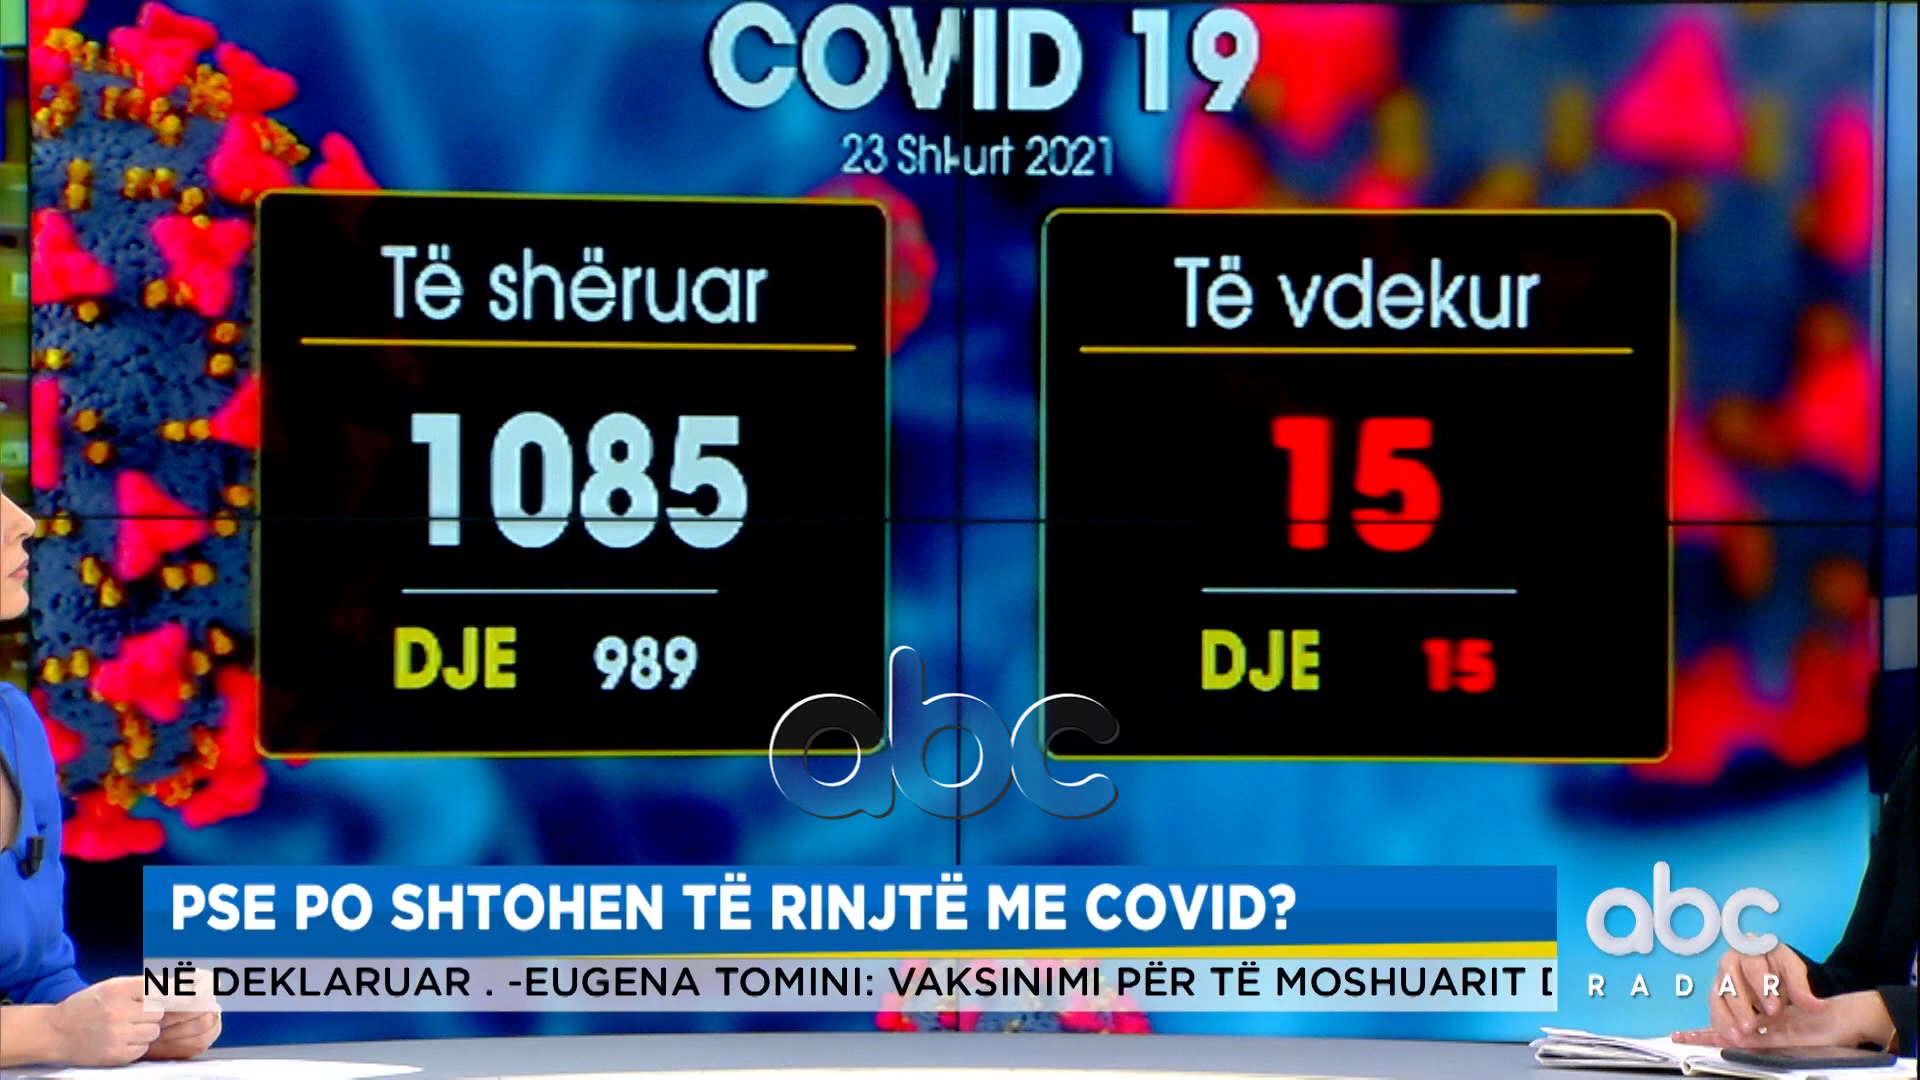 COVID 19
23 Shkurt 2021
Të shëruar
1085
DJE 989
Të vdekur
15
DJE 15
abc
PSE PO SHTOHEN TË RINJTË ME COVID?
NË DEKLARUAR . -EUGENA TOMINI: VAKSINIMI PËR TË MOSHUARIT
abc
RADAR